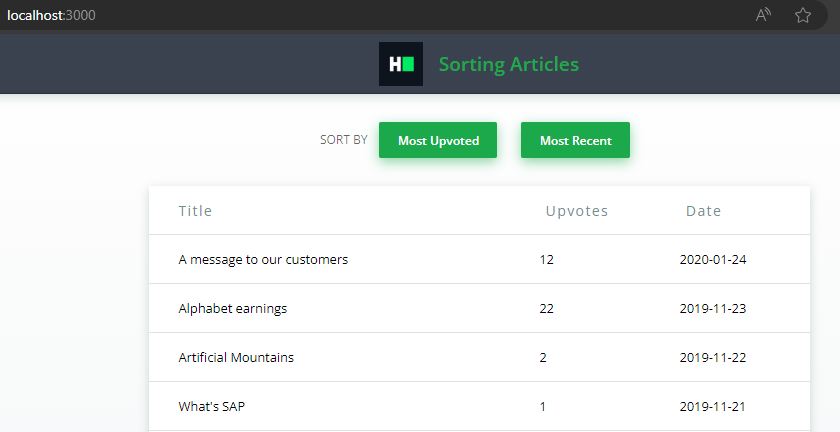 localhost:3000
H Sorting Articles
SORT BY Most Upvoted Most Recent
Title Upvotes Date
A message to our customers 12 2020-01-24
Alphabet earnings 22 2019-11-23
Artificial Mountains 2 2019-11-22
What's SAP 1 2019-11-21